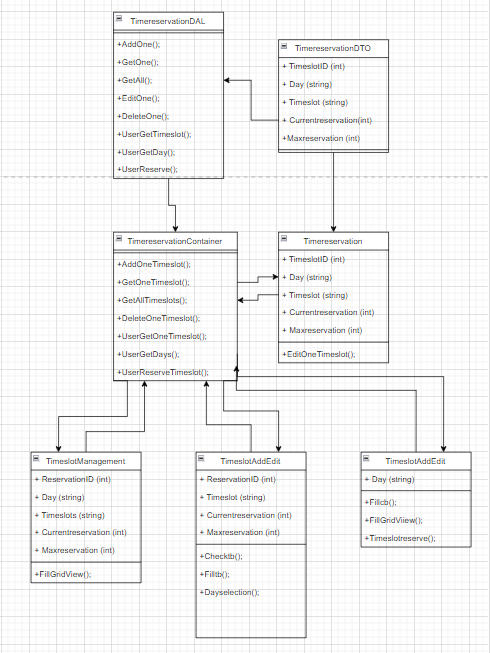 TimereservationDAL
+AddOne();
+GetOne();
+GetAll();
+EditOne();
+DeleteOne();
+UserGetTimeslot();
+UserGetDay();
+UserReserve();
TimereservationDTO
+ TimeslotID (int)
+ Day (string)
+ Timeslot (string)
+ Currentreservation(int)
+Maxreservation (int)
TimereservationContainer
+AddOneTimeslot();
+GetOneTimeslot();
+GetAllTimeslots();
+DeleteOneTimeslot();
+UserGetOneTimeslot();
+UserGetDays();
+UserReserveTimeslot();
Timereservation
+ TimeslotID (int)
+ Day (string)
+ Timeslot (string)
+ Currentreservation (int)
+ Maxreservation (int)
+EditOneTimeslot();
TimeslotManagement
+ ReservationID (int)
+ Day (string)
+ Timeslots (string)
+ Currentreservation (int)
+ Maxreservation (int)
+FillGridView();
TimeslotAddEdit
+ ReservationID (int)
+ Timeslot (string)
+ Currentreservation (int)
+ Maxreservation (int)
+Checktb();
+Filltb();
+Dayselection();
TimeslotAddEdit
+ Day (string)
+Fillcb();
+FillGridViiew();
+Timeslotreserve();